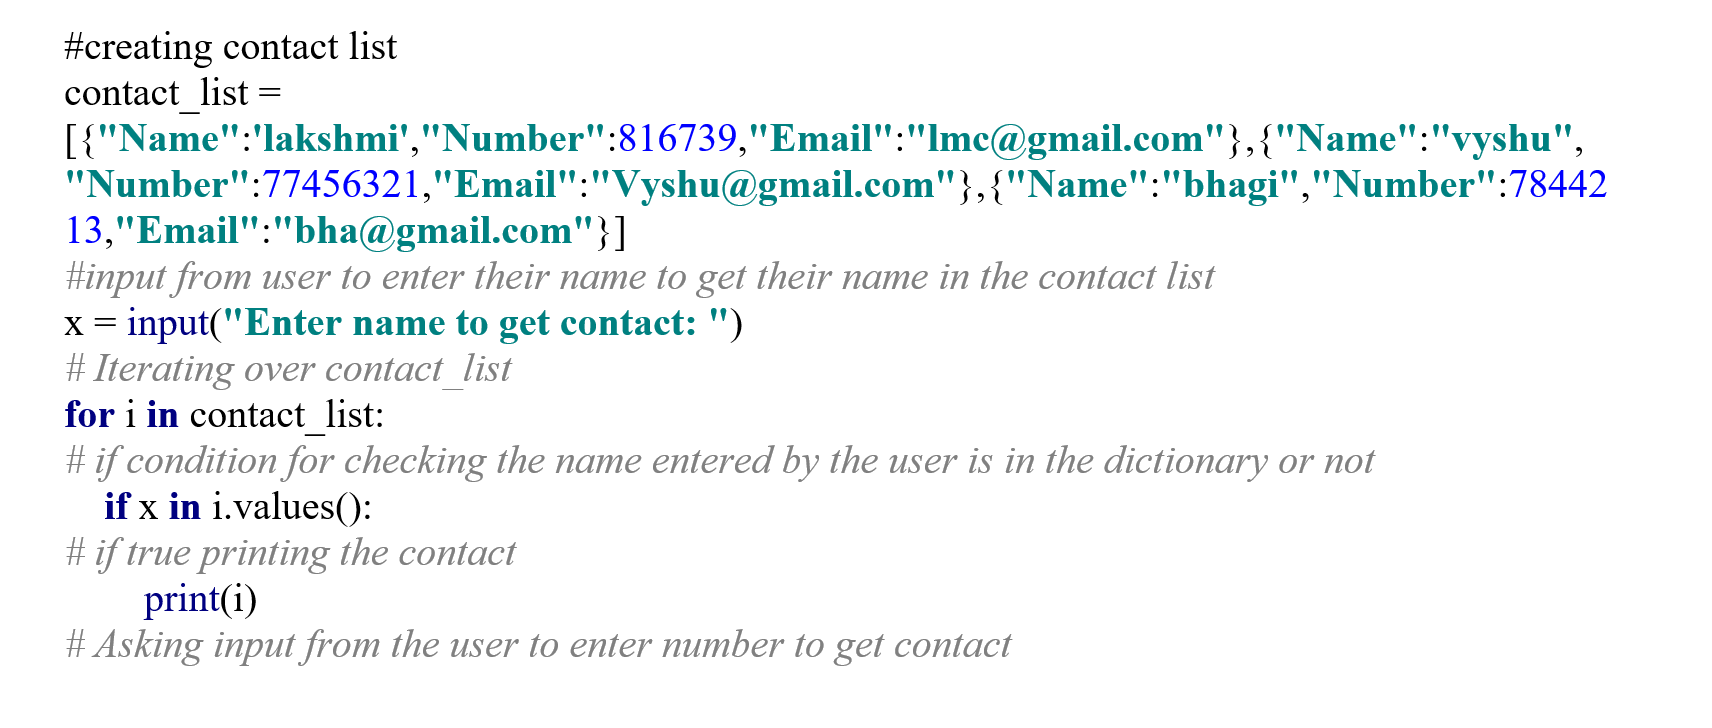 #creating contact list
contact_list =
[{"Name":'lakshmi',"Number":816739,"Email":"lmc@gmail.com"},{"Name":"vyshu",
"Number":77456321,"Email":"Vyshu@gmail.com"},{"Name":"bhagi","Number":78442
13,"Email":"bha@gmail.com"}]
#input from user to enter their name to get their name in the contact list
x = input("Enter name to get contact: ")
# Iterating over contact_list
for i in contact_list:
# if condition for checking the name entered by the user is in the dictionary or not
    if x in i.values():
# if true printing the contact
        print(i)
# Asking input from the user to enter number to get contact